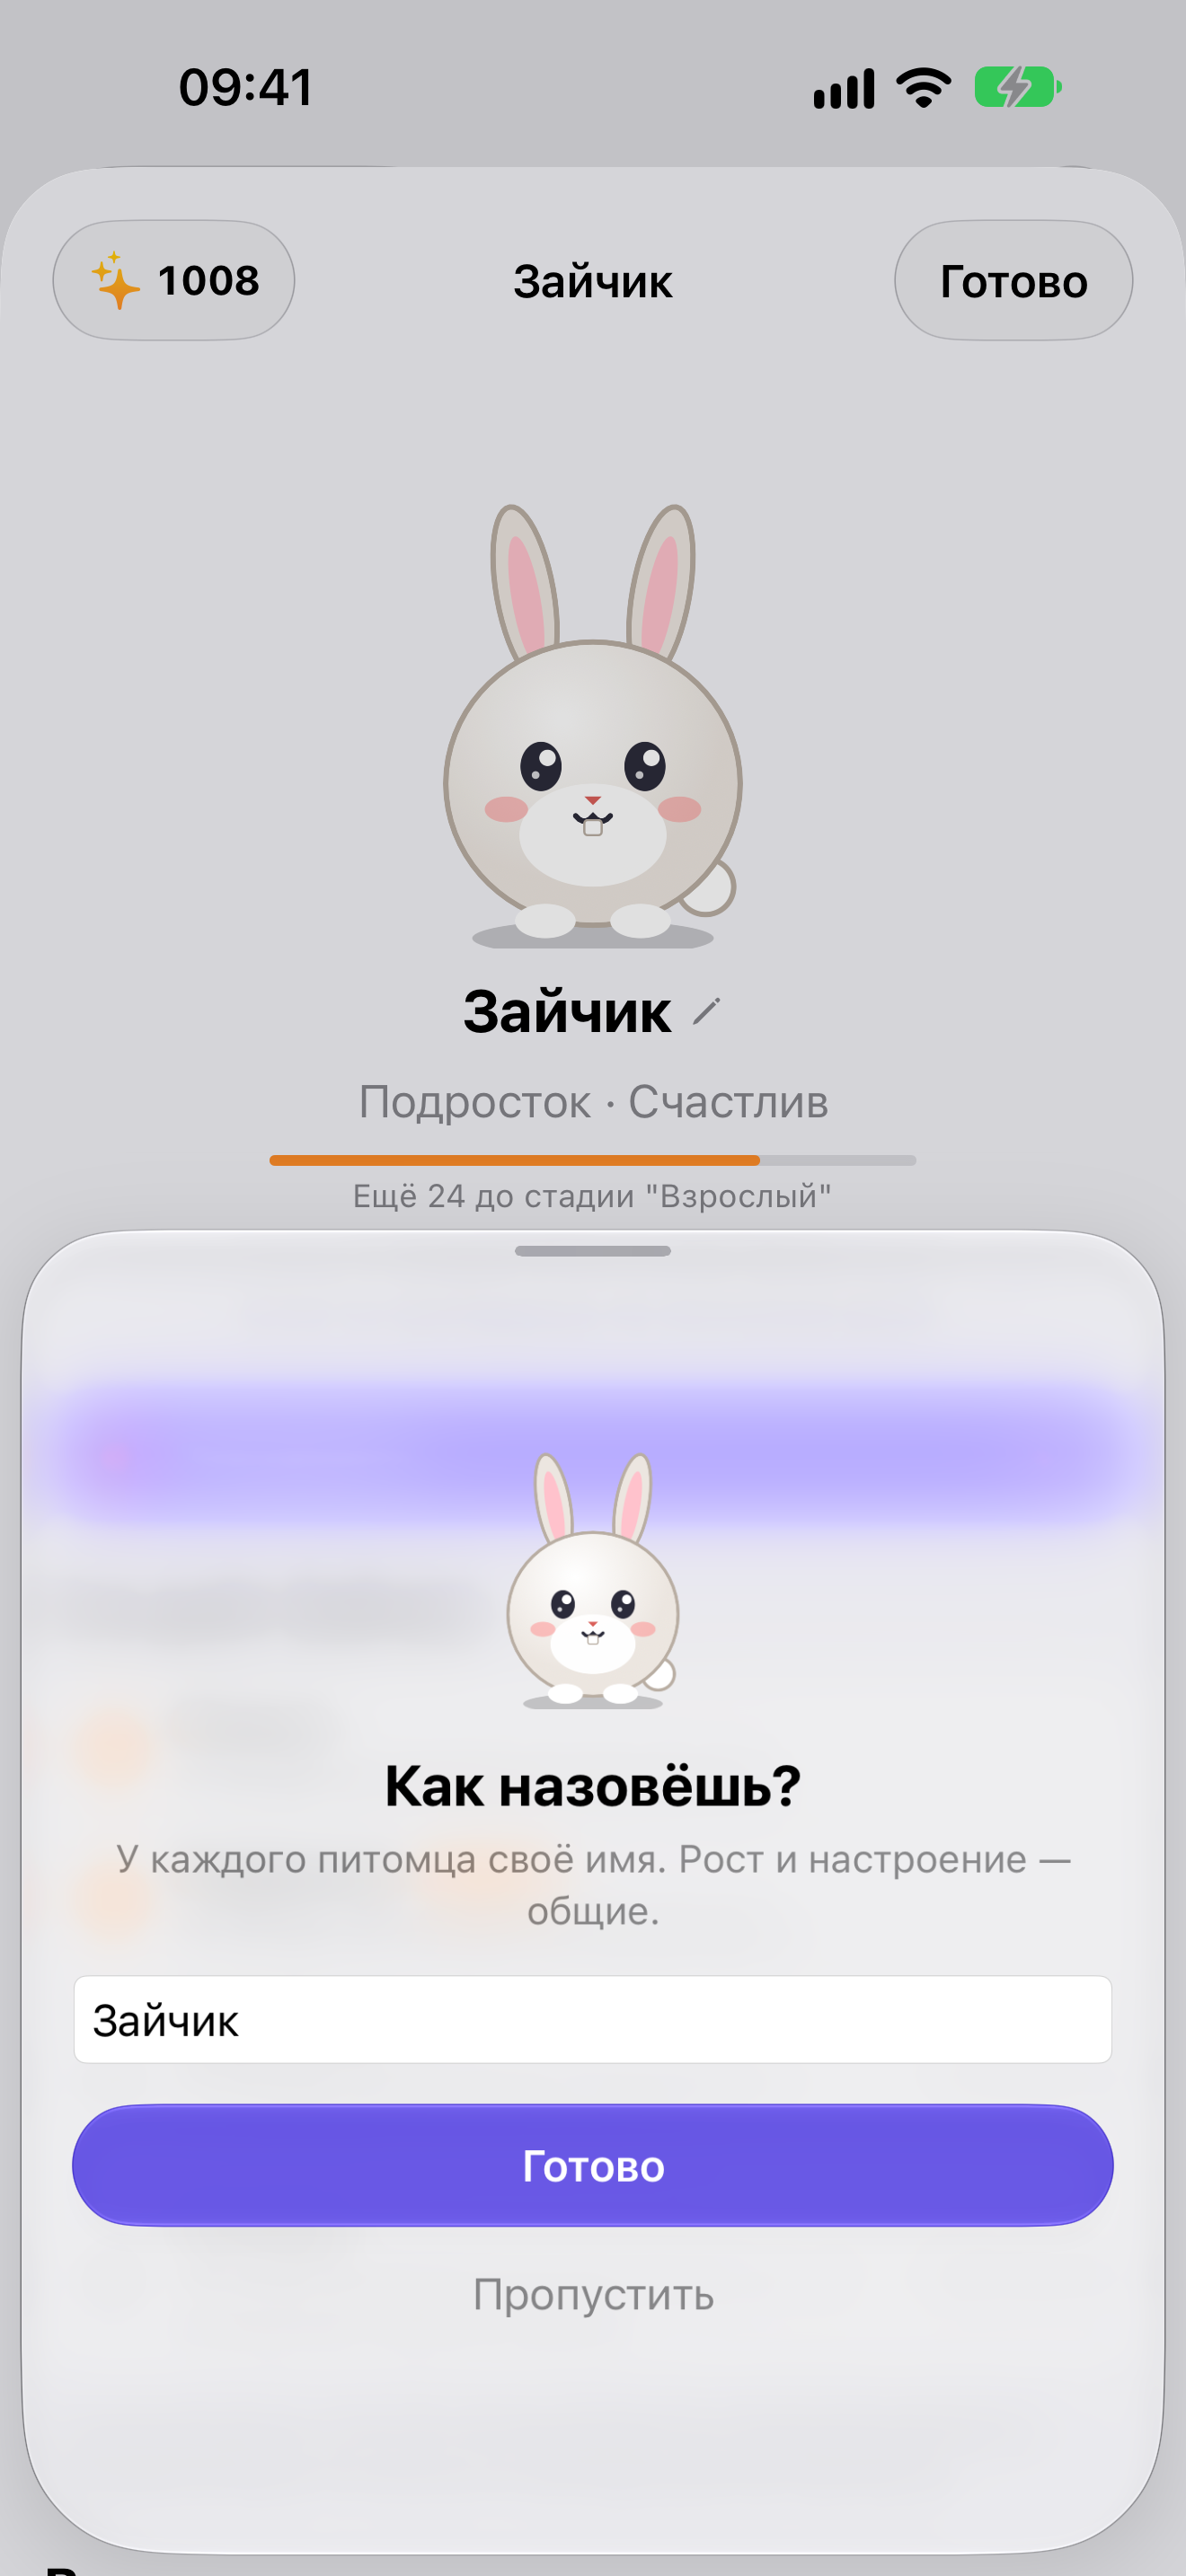 09:41
1008
Зайчик
Готово
Зайчик
Подросток · Счастлив
Ещё 24 до стадии "Взрослый"
Как назовёшь?
У каждого питомца своё имя. Рост и настроение —
общие.
Зайчик
Готово
Пропустить